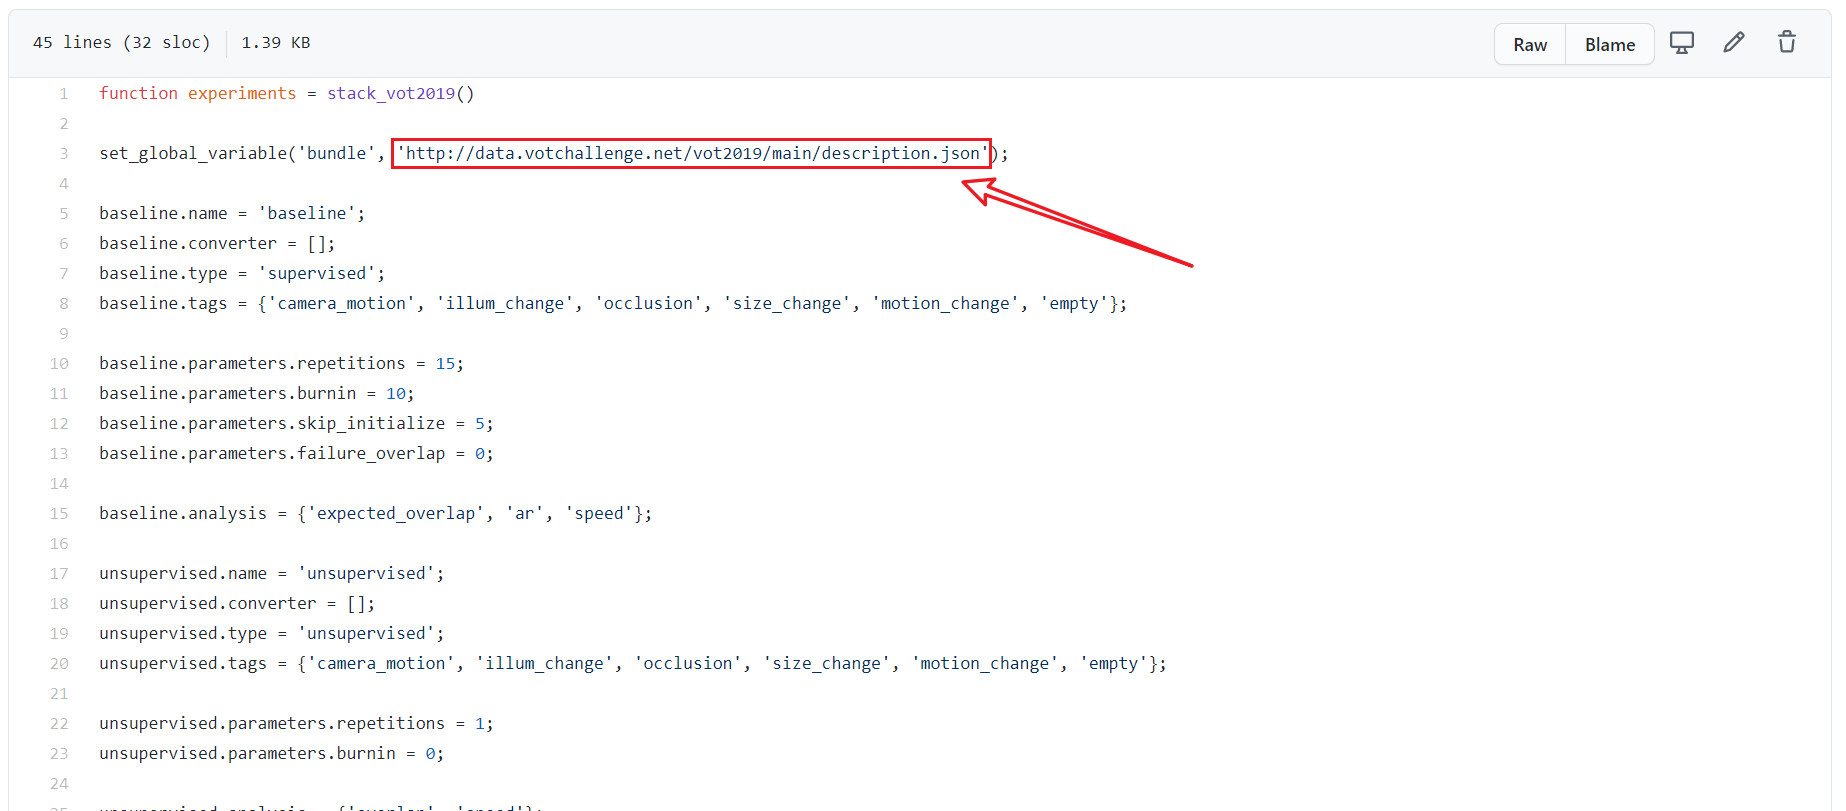 45 lines (32 sloc) 1.39 KB Raw Blame
1 function experiments = stack_vot2019()
2
3 set_global_variable('bundle', 'http://data.votchallenge.net/vot2019/main/description.json');
4
5 baseline.name = 'baseline';
6 baseline.converter = [];
7 baseline.type = 'supervised';
8 baseline.tags = {'camera_motion', 'illum_change', 'occlusion', 'size_change', 'motion_change', 'empty'};
9
10 baseline.parameters.repetitions = 15;
11 baseline.parameters.burnin = 10;
12 baseline.parameters.skip_initialize = 5;
13 baseline.parameters.failure_overlap = 0;
14
15 baseline.analysis = {'expected_overlap', 'ar', 'speed'};
16
17 unsupervised.name = 'unsupervised';
18 unsupervised.converter = [];
19 unsupervised.type = 'unsupervised';
20 unsupervised.tags = {'camera_motion', 'illum_change', 'occlusion', 'size_change', 'motion_change', 'empty'};
21
22 unsupervised.parameters.repetitions = 1;
23 unsupervised.parameters.burnin = 0;
24
25 unsupervised.analysis = {'overlap', 'speed'};